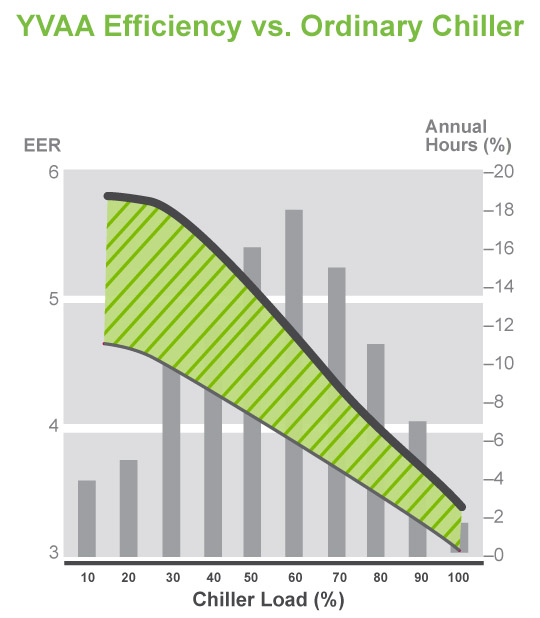 YVAA Efficiency vs. Ordinary Chiller
EER
Annual
Hours (%)
6
5
4
3
20
18
16
14
12
10
8
6
4
2
0
10 20 30 40 50 60 70 80 90 100
Chiller Load (%)